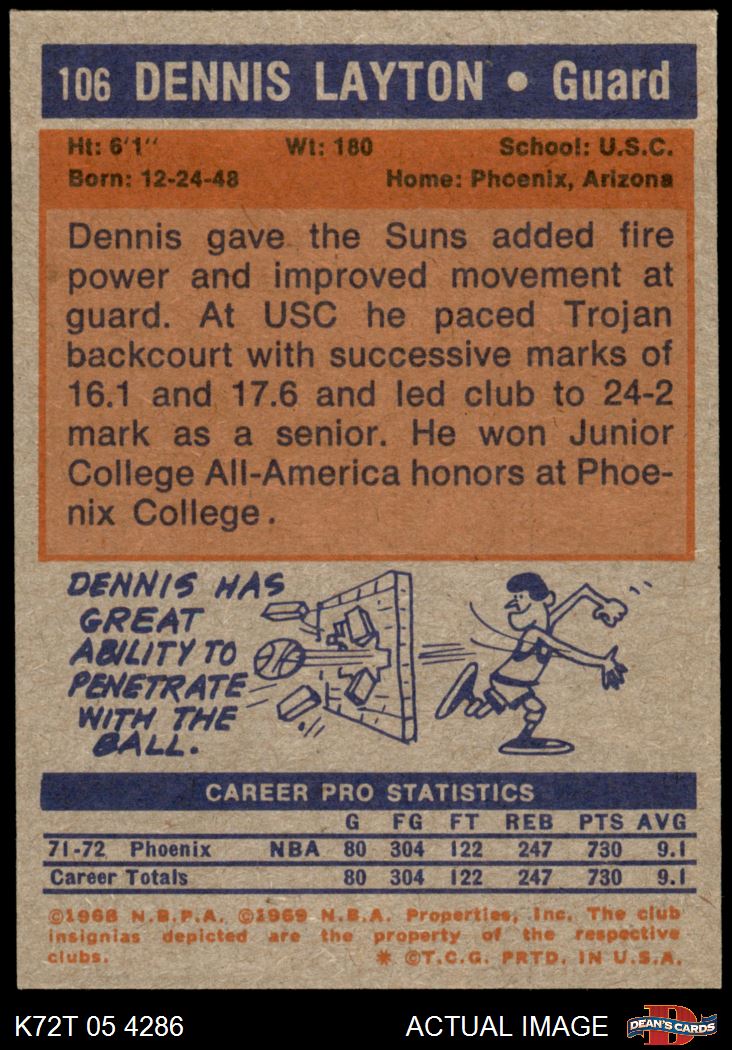 106 DENNIS LAYTON • Guard
Ht: 6'1" Wt: 180 School: U.S.C.
Born: 12-24-48 Home: Phoenix, Arizona
Dennis gave the Suns added fire
power and improved movement at
guard. At USC he paced Trojan
backcourt with successive marks of
16.1 and 17.6 and led club to 24-2
mark as a senior. He won Junior
College All-America honors at Phoe-
nix College.
DENNIS HAS
GREAT
ABILITY TO
PENETRATE
WITH THE
BALL.
CAREER PRO STATISTICS
G FG FT REB PTS AVG
71-72 Phoenix NBA 80 304 122 247 730 9.1
Career Totals 80 304 122 247 730 9.1
©1968 N.B.P.A. ©1969 N.B.A. Properties, Inc. The club
insignias depicted are the property of the respective
clubs. * ©T.C.G. PRTD. IN U.S.A.
K72T 05 4286 ACTUAL IMAGE D DEAN'S CARDS